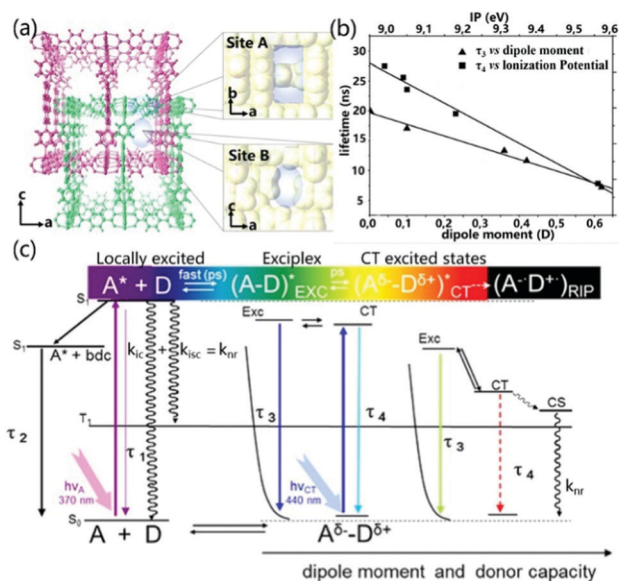 (a)
Site A
b
a
Site B
b
a
c
a
(b)
IP (eV)
9,0 9,1 9,2 9,3 9,4 9,5 9,6
τ₃ vs dipole moment
τ₄ vs Ionization Potential
lifetime (ns)
30
25
20
15
10
5
0
0,0 0,1 0,2 0,3 0,4 0,5 0,6
dipole moment (D)
(c)
Locally excited Exciplex CT excited states
A* + D fast (ps) (A-D)*EXC ps (Aδ--Dδ+)*CT (A-·D+·)RIP
S₁
Exc CT
S₁
A* + bdc
kic + kisc = knr
Exc
CT
CS
T₁
τ₂
τ₁
τ₃
τ₄
τ₃
τ₄
knr
hνA
370 nm
hνCT
440 nm
S₀
A + D
Aδ--Dδ+
dipole moment and donor capacity